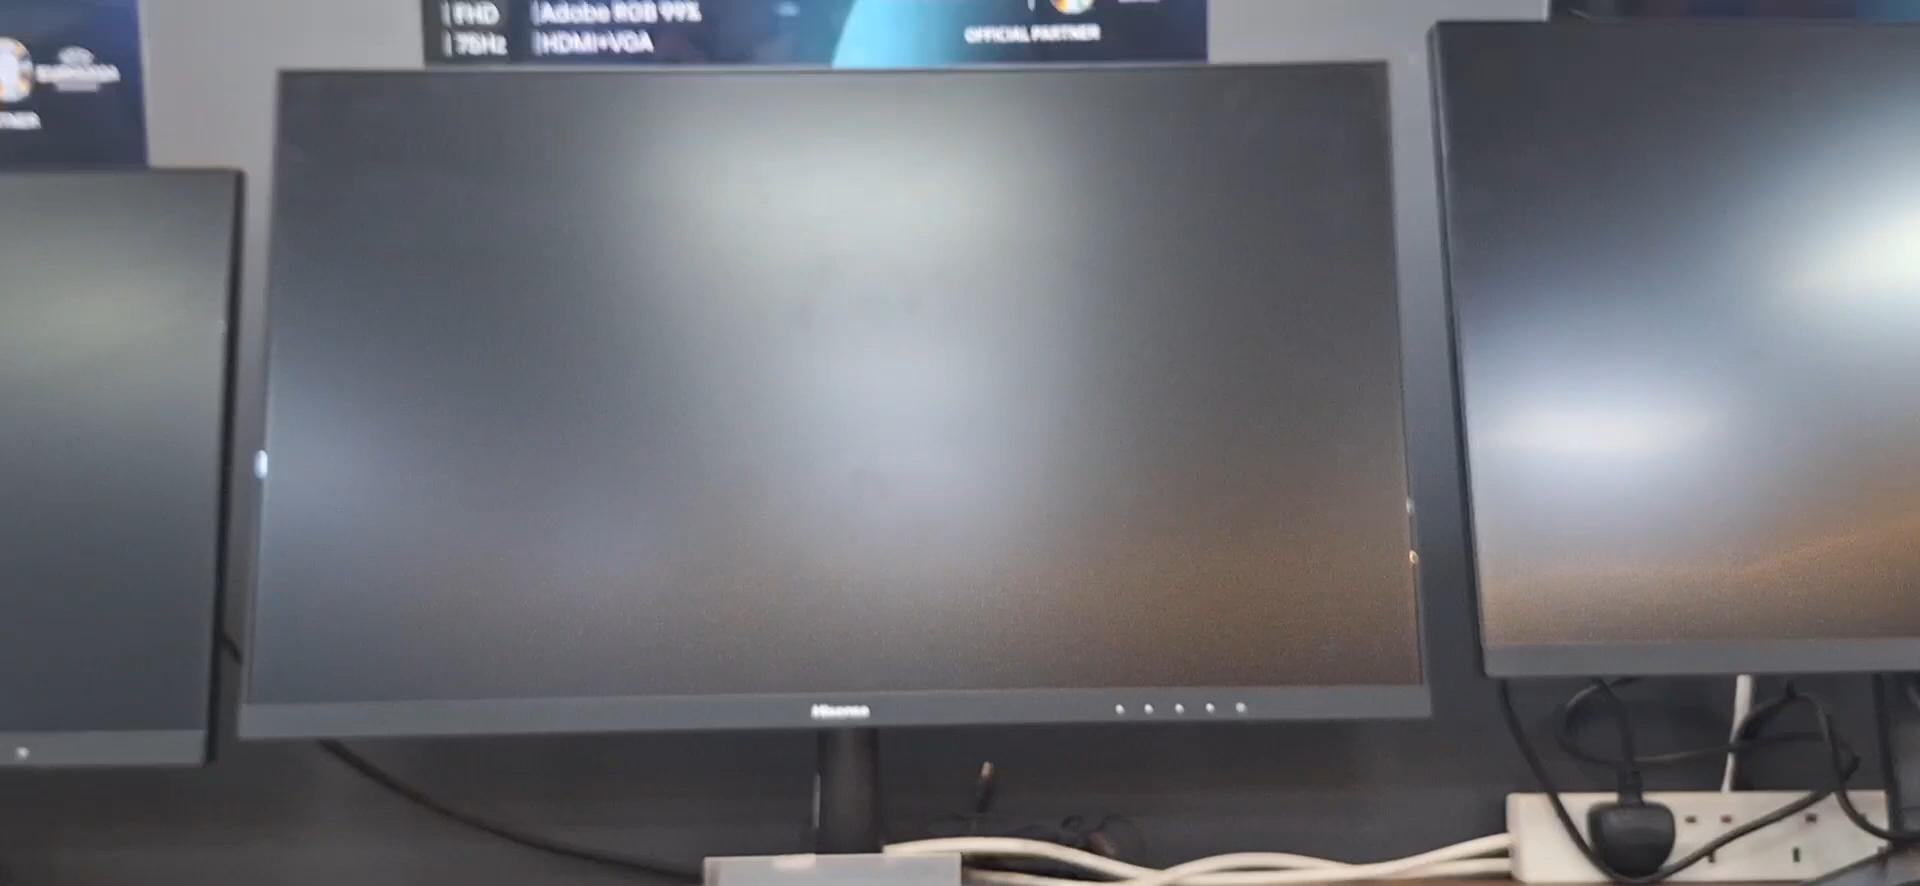 FHD
Adobe RGB 99%
75Hz
HDMI+VGA
OFFICIAL PARTNER
Hisense